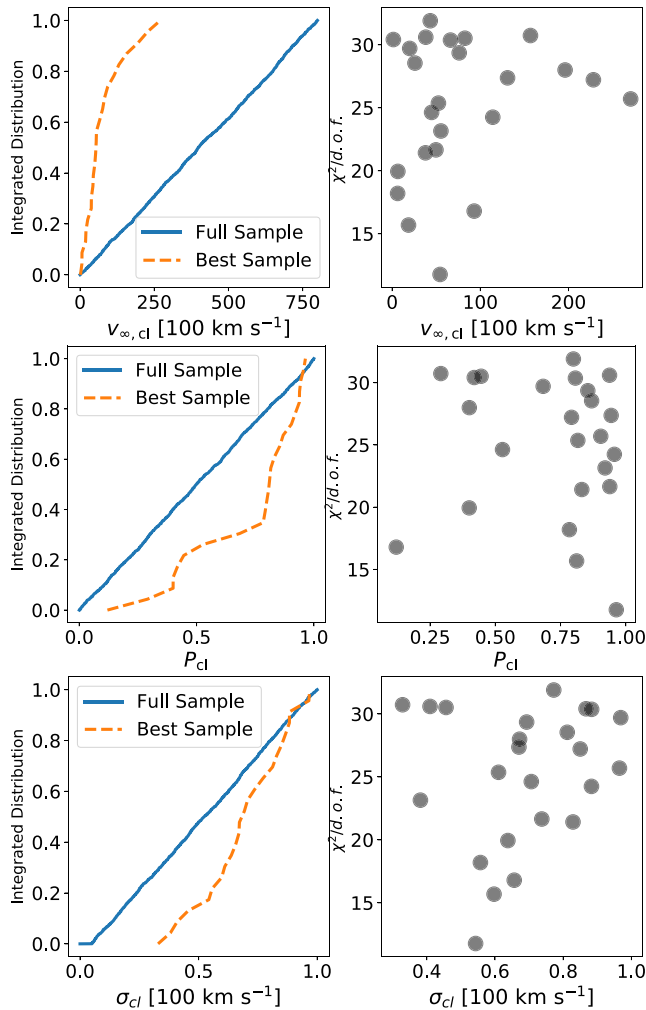 Integrated Distribution
1.0
0.8
0.6
0.4
0.2
0.0
Full Sample
Best Sample
0 250 500 750
v∞,cl [100 km s−1]
χ2/d.o.f.
30
25
20
15
0 100 200
v∞,cl [100 km s−1]
Integrated Distribution
1.0
0.8
0.6
0.4
0.2
0.0
Full Sample
Best Sample
0.0 0.5 1.0
Pcl
χ2/d.o.f.
30
25
20
15
0.25 0.50 0.75 1.00
Pcl
Integrated Distribution
1.0
0.8
0.6
0.4
0.2
0.0
Full Sample
Best Sample
0.0 0.5 1.0
σcl [100 km s−1]
χ2/d.o.f.
30
25
20
15
0.4 0.6 0.8 1.0
σcl [100 km s−1]